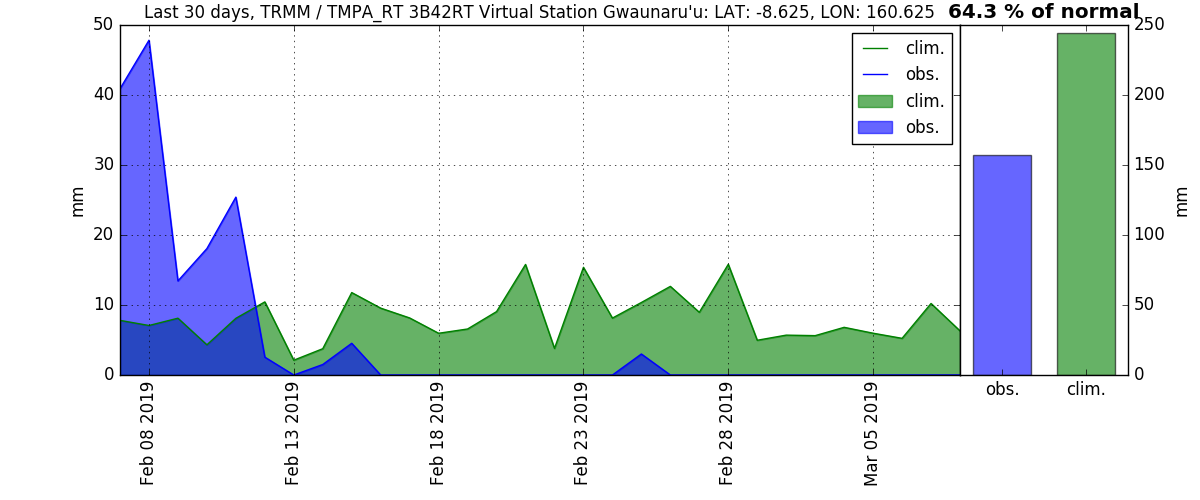 Last 30 days, TRMM / TMPA_RT 3B42RT Virtual Station Gwaunaru'u: LAT: -8.625, LON: 160.625
64.3 % of normal
50
40
30
20
10
0
mm
clim.
obs.
clim.
obs.
Feb 08 2019
Feb 13 2019
Feb 18 2019
Feb 23 2019
Feb 28 2019
Mar 05 2019
250
200
150
100
50
0
mm
obs.
clim.